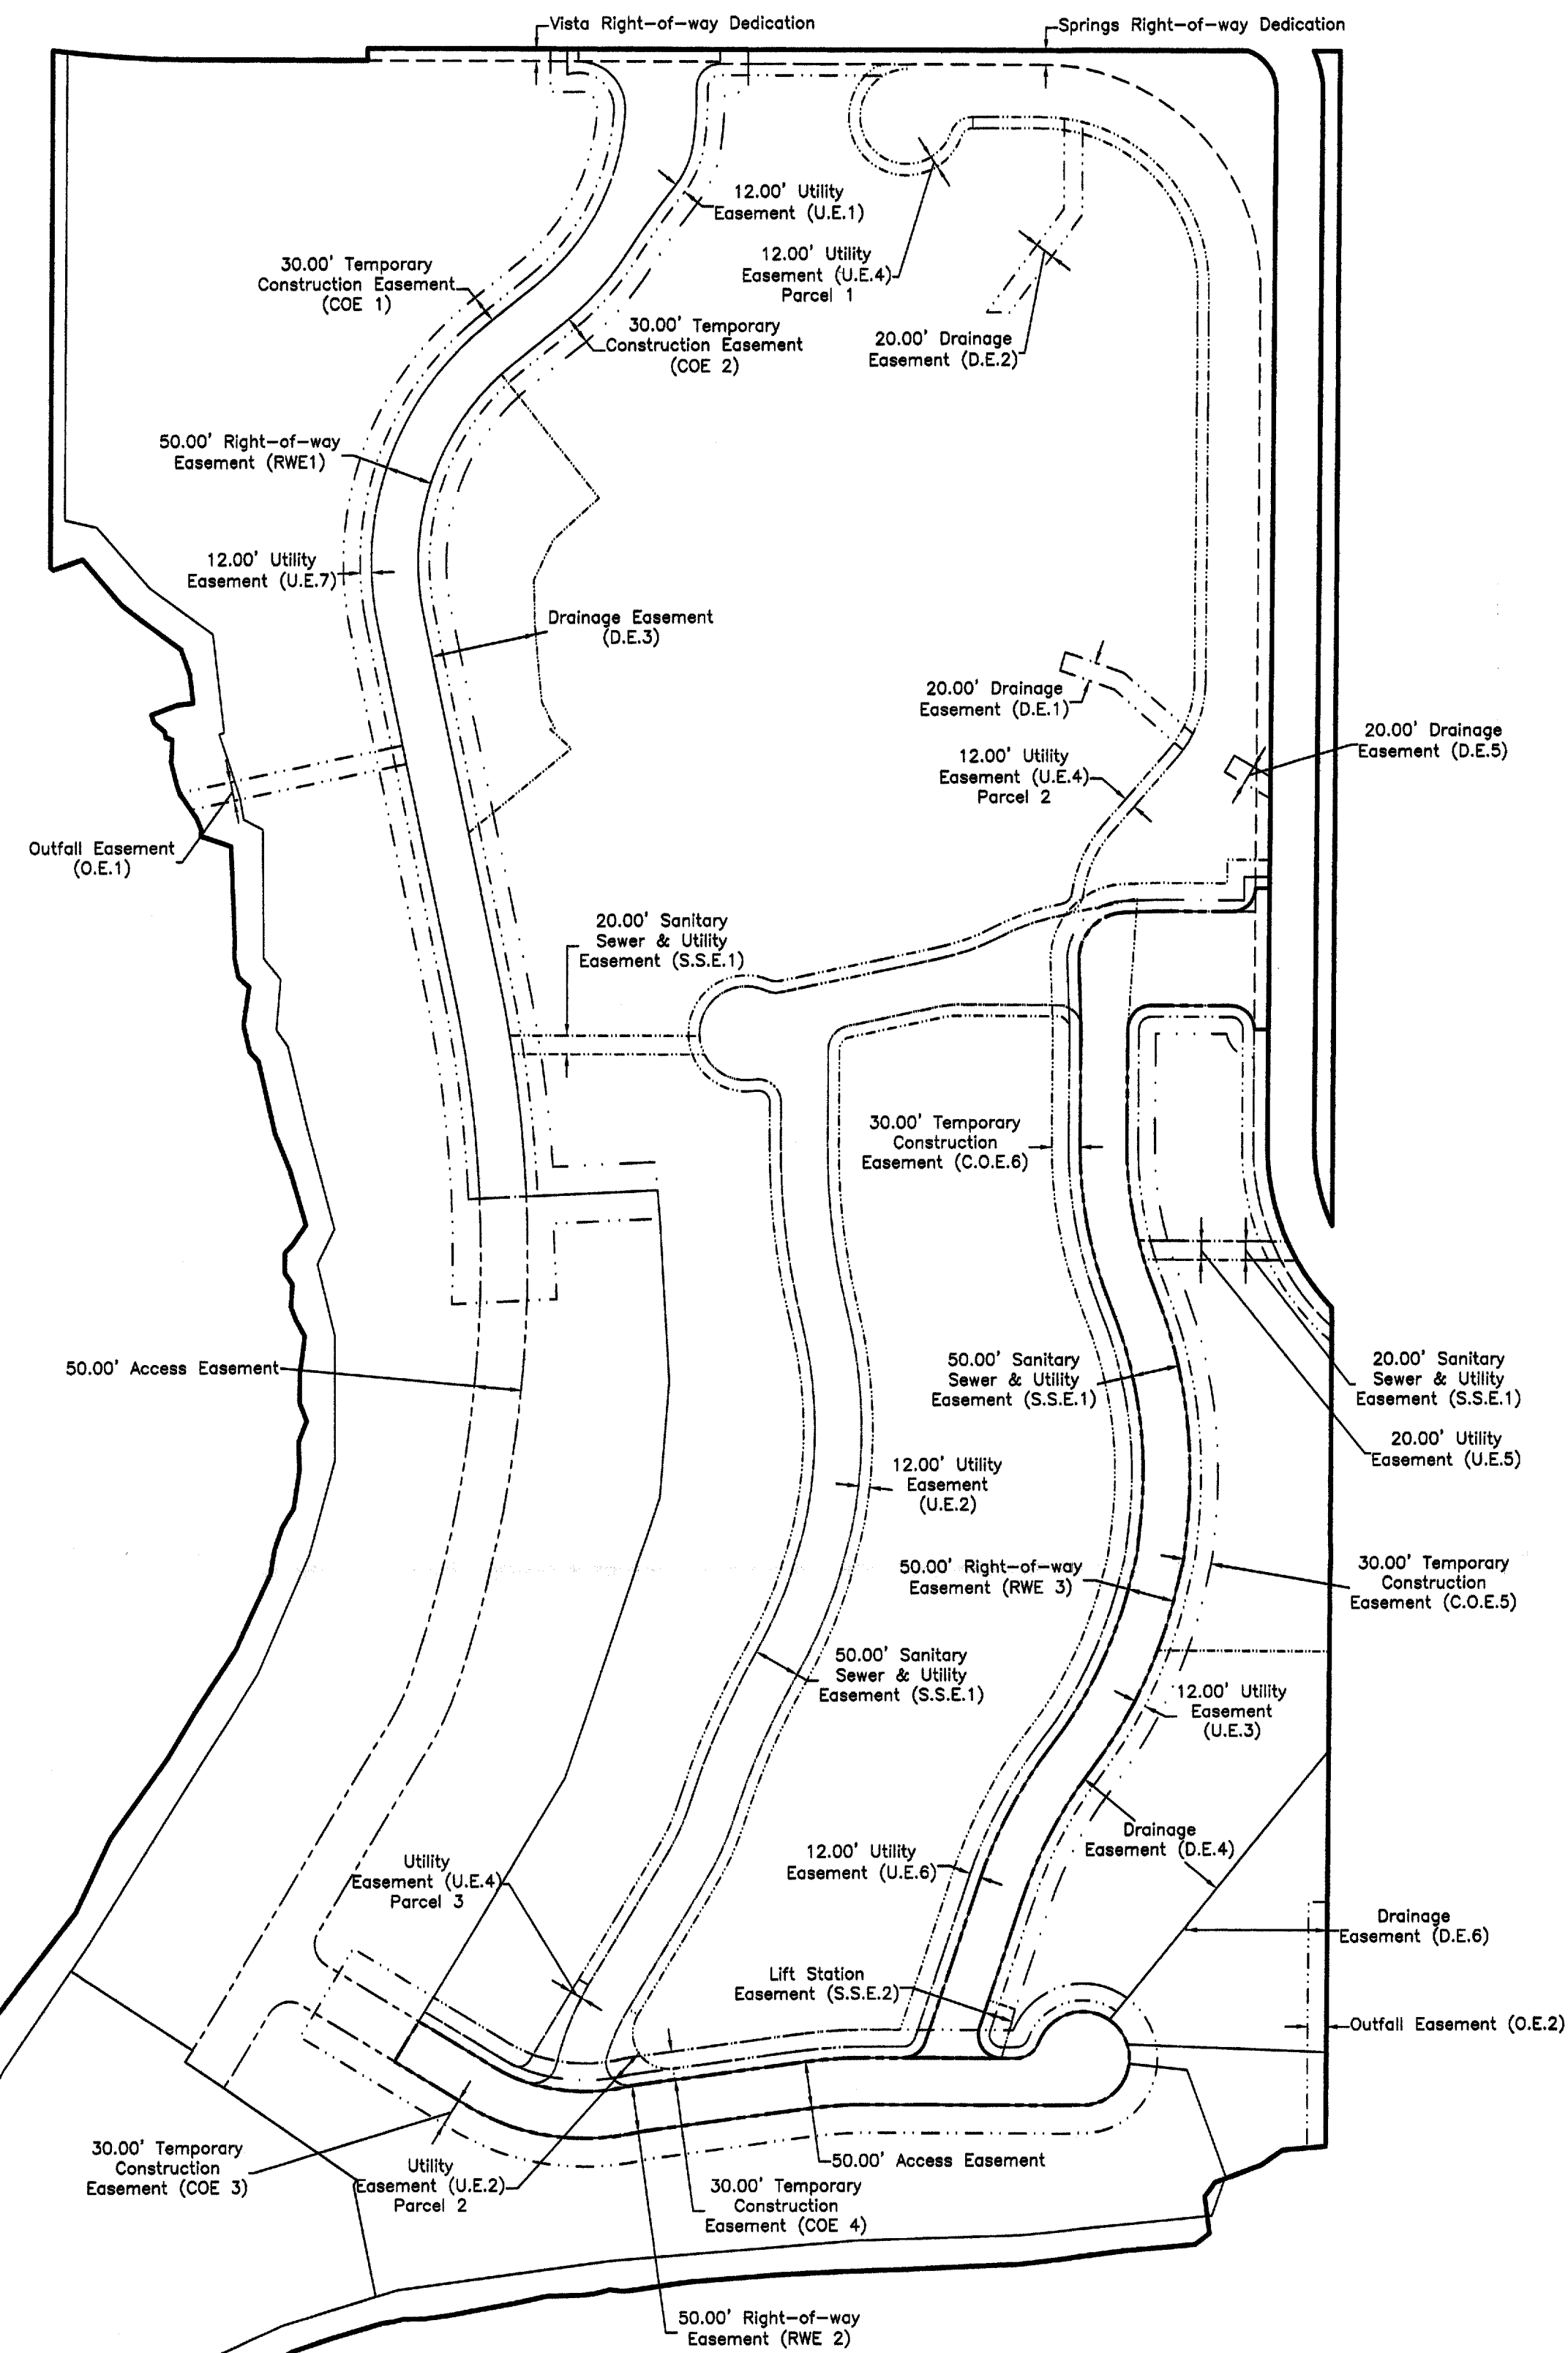 Vista Right-of-way Dedication
Springs Right-of-way Dedication
12.00' Utility
Easement (U.E.1)
12.00' Utility
Easement (U.E.4)
Parcel 1
30.00' Temporary
Construction Easement
(COE 1)
30.00' Temporary
Construction Easement
(COE 2)
20.00' Drainage
Easement (D.E.2)
50.00' Right-of-way
Easement (RWE1)
12.00' Utility
Easement (U.E.7)
Drainage Easement
(D.E.3)
20.00' Drainage
Easement (D.E.1)
20.00' Drainage
Easement (D.E.5)
12.00' Utility
Easement (U.E.4)
Parcel 2
Outfall Easement
(O.E.1)
20.00' Sanitary
Sewer & Utility
Easement (S.S.E.1)
30.00' Temporary
Construction
Easement (C.O.E.6)
50.00' Access Easement
50.00' Sanitary
Sewer & Utility
Easement (S.S.E.1)
20.00' Sanitary
Sewer & Utility
Easement (S.S.E.1)
20.00' Utility
Easement (U.E.5)
12.00' Utility
Easement
(U.E.2)
50.00' Right-of-way
Easement (RWE 3)
30.00' Temporary
Construction
Easement (C.O.E.5)
50.00' Sanitary
Sewer & Utility
Easement (S.S.E.1)
12.00' Utility
Easement
(U.E.3)
Drainage
Easement (D.E.4)
12.00' Utility
Easement (U.E.6)
Utility
Easement (U.E.4)
Parcel 3
Drainage
Easement (D.E.6)
Lift Station
Easement (S.S.E.2)
Outfall Easement (O.E.2)
30.00' Temporary
Construction
Easement (COE 3)
Utility
Easement (U.E.2)
Parcel 2
50.00' Access Easement
30.00' Temporary
Construction
Easement (COE 4)
50.00' Right-of-way
Easement (RWE 2)